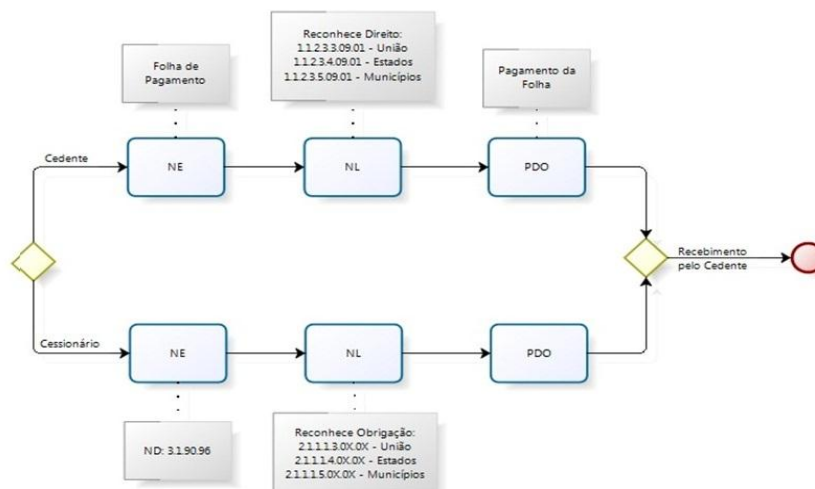 Folha de
Pagamento
Reconhece Direito:
1.1.2.3.3.09.01 - União
1.1.2.3.4.09.01 - Estados
1.1.2.3.5.09.01 - Municípios
Pagamento da
Folha
Cedente
NE
NL
PDO
Recebimento
pelo Cedente
Cessionário
NE
NL
PDO
ND: 3.1.90.96
Reconhece Obrigação:
2.1.1.1.3.0X.0X - União
2.1.1.1.4.0X.0X - Estados
2.1.1.1.5.0X.0X - Municípios